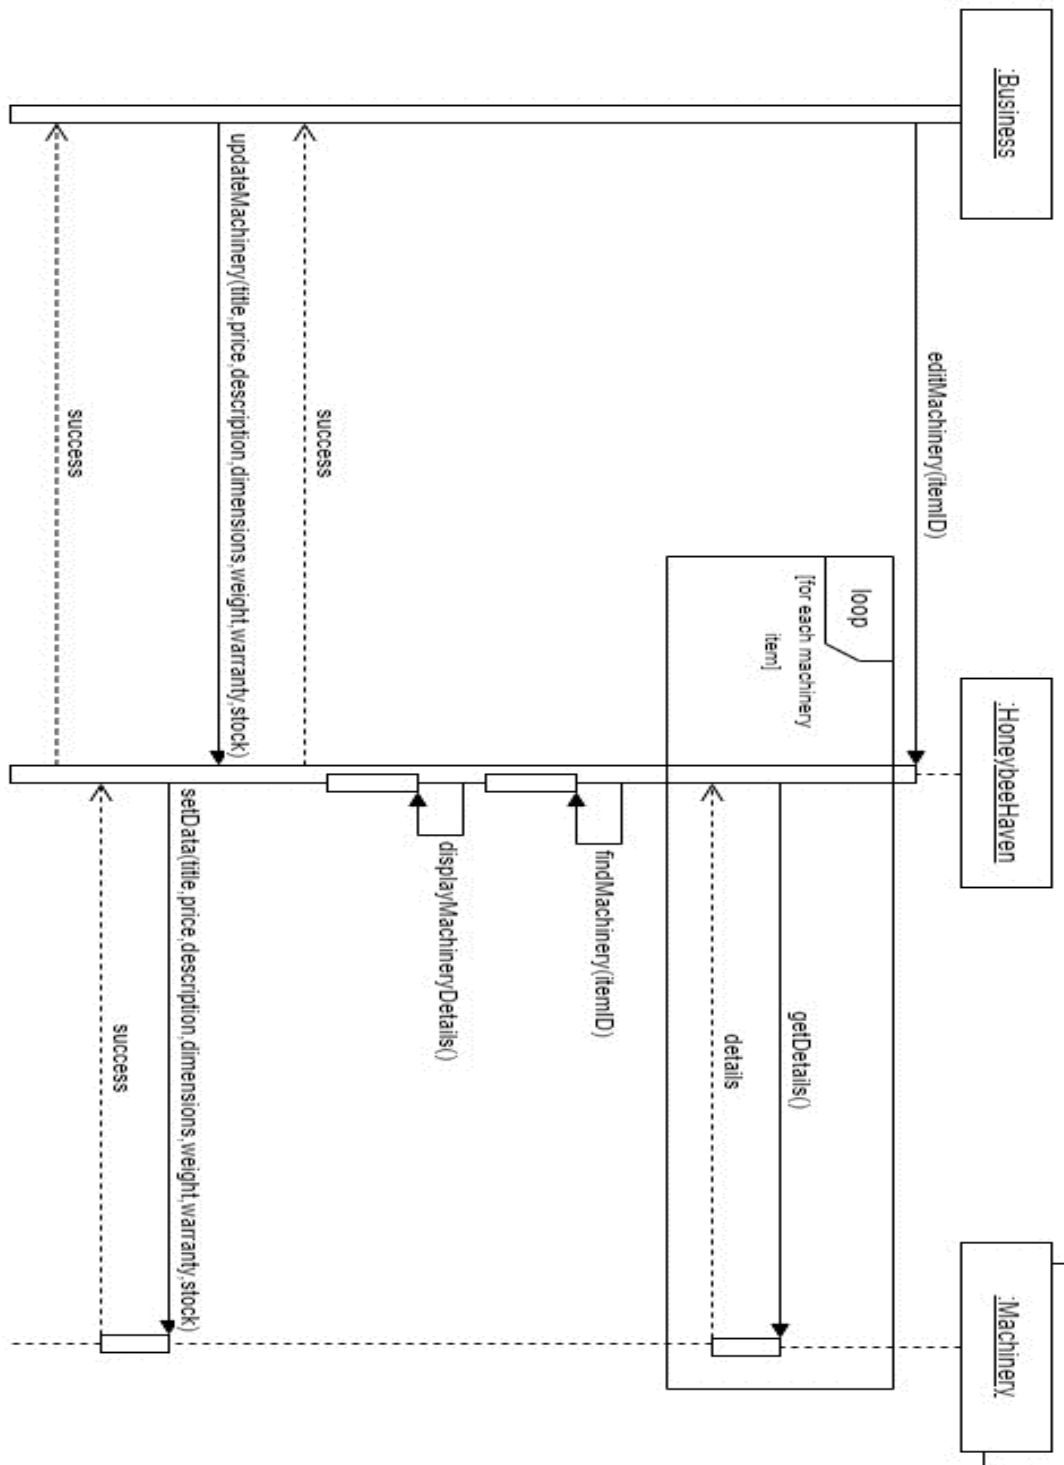 :Business
:HoneybeeHaven
:Machinery
editMachinery(itemID)
loop
[for each machinery
item]
getDetails()
details
findMachinery(itemID)
displayMachineryDetails()
success
updateMachinery(title,price,description,dimensions,weight,warranty,stock)
setData(title,price,description,dimensions,weight,warranty,stock)
success
success